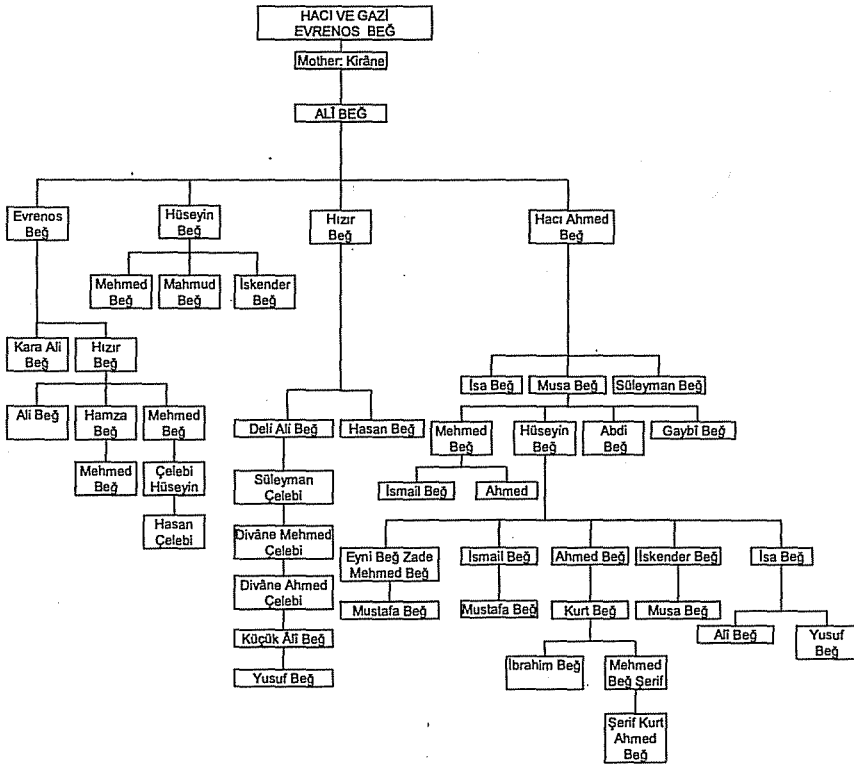 HACI VE GAZİ
EVRENOS BEĞ
Mother: Kirâne
ALİ BEĞ
Evrenos
Beğ
Hüseyin
Beğ
Hızır
Beğ
Hacı Ahmed
Beğ
Mehmed
Beğ
Mahmud
Beğ
İskender
Beğ
Kara Ali
Beğ
Hızır
Beğ
İsa Beğ
Musa Beğ
Süleyman Beğ
Ali Beğ
Hamza
Beğ
Mehmed
Beğ
Deli Ali Beğ
Hasan Beğ
Mehmed
Beğ
Hüseyin
Beğ
Abdi
Beğ
Gaybî Beğ
Mehmed
Beğ
Çelebi
Hüseyin
Süleyman
Çelebi
İsmail Beğ
Ahmed
Hasan
Çelebi
Divâne Mehmed
Çelebi
Eyni Beğ Zade
Mehmed Beğ
İsmail Beğ
Ahmed Beğ
İskender Beğ
İsa Beğ
Divâne Ahmed
Çelebi
Mustafa Beğ
Mustafa Beğ
Kurt Beğ
Musa Beğ
Küçük Âlî Beğ
Ali Beğ
Yusuf
Beğ
Yusuf Beğ
İbrahim Beğ
Mehmed
Beğ Şerif
Şerif Kurt
Ahmed
Beğ